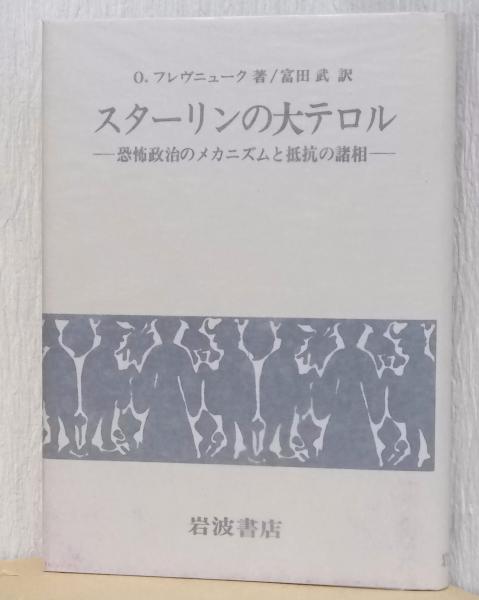 O. フレヴニューク 著/富田 武 訳
スターリンの大テロル
―恐怖政治のメカニズムと抵抗の諸相―
岩波書店